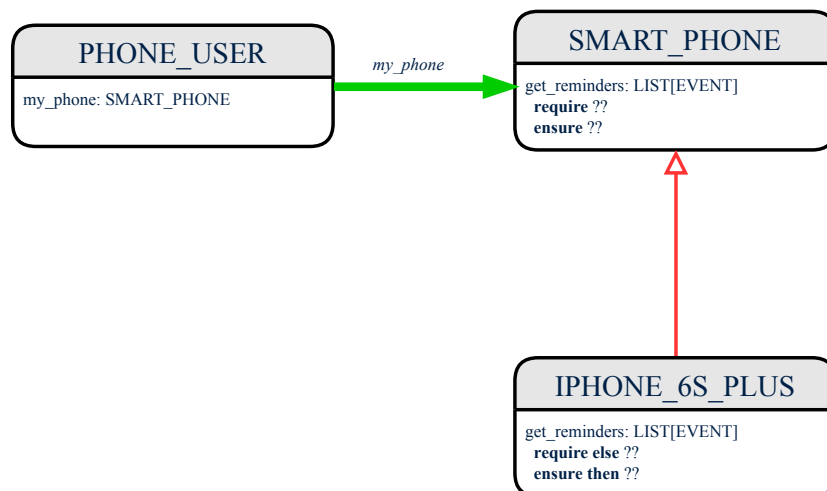 PHONE_USER
my_phone: SMART_PHONE
my_phone
SMART_PHONE
get_reminders: LIST[EVENT]
require ??
ensure ??
IPHONE_6S_PLUS
get_reminders: LIST[EVENT]
require else ??
ensure then ??